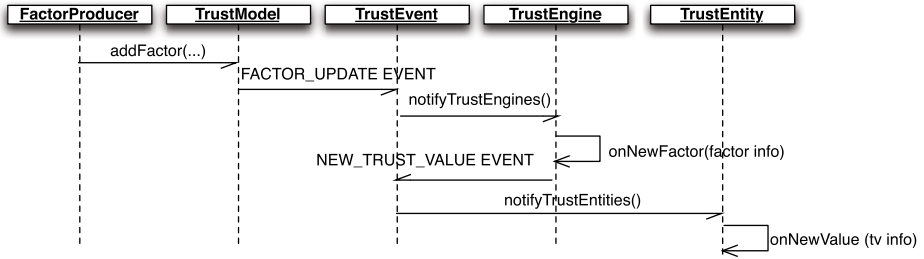 FactorProducer TrustModel TrustEvent TrustEngine TrustEntity
addFactor(...)
FACTOR_UPDATE EVENT
notifyTrustEngines()
onNewFactor(factor info)
NEW_TRUST_VALUE EVENT
notifyTrustEntities()
onNewValue (tv info)